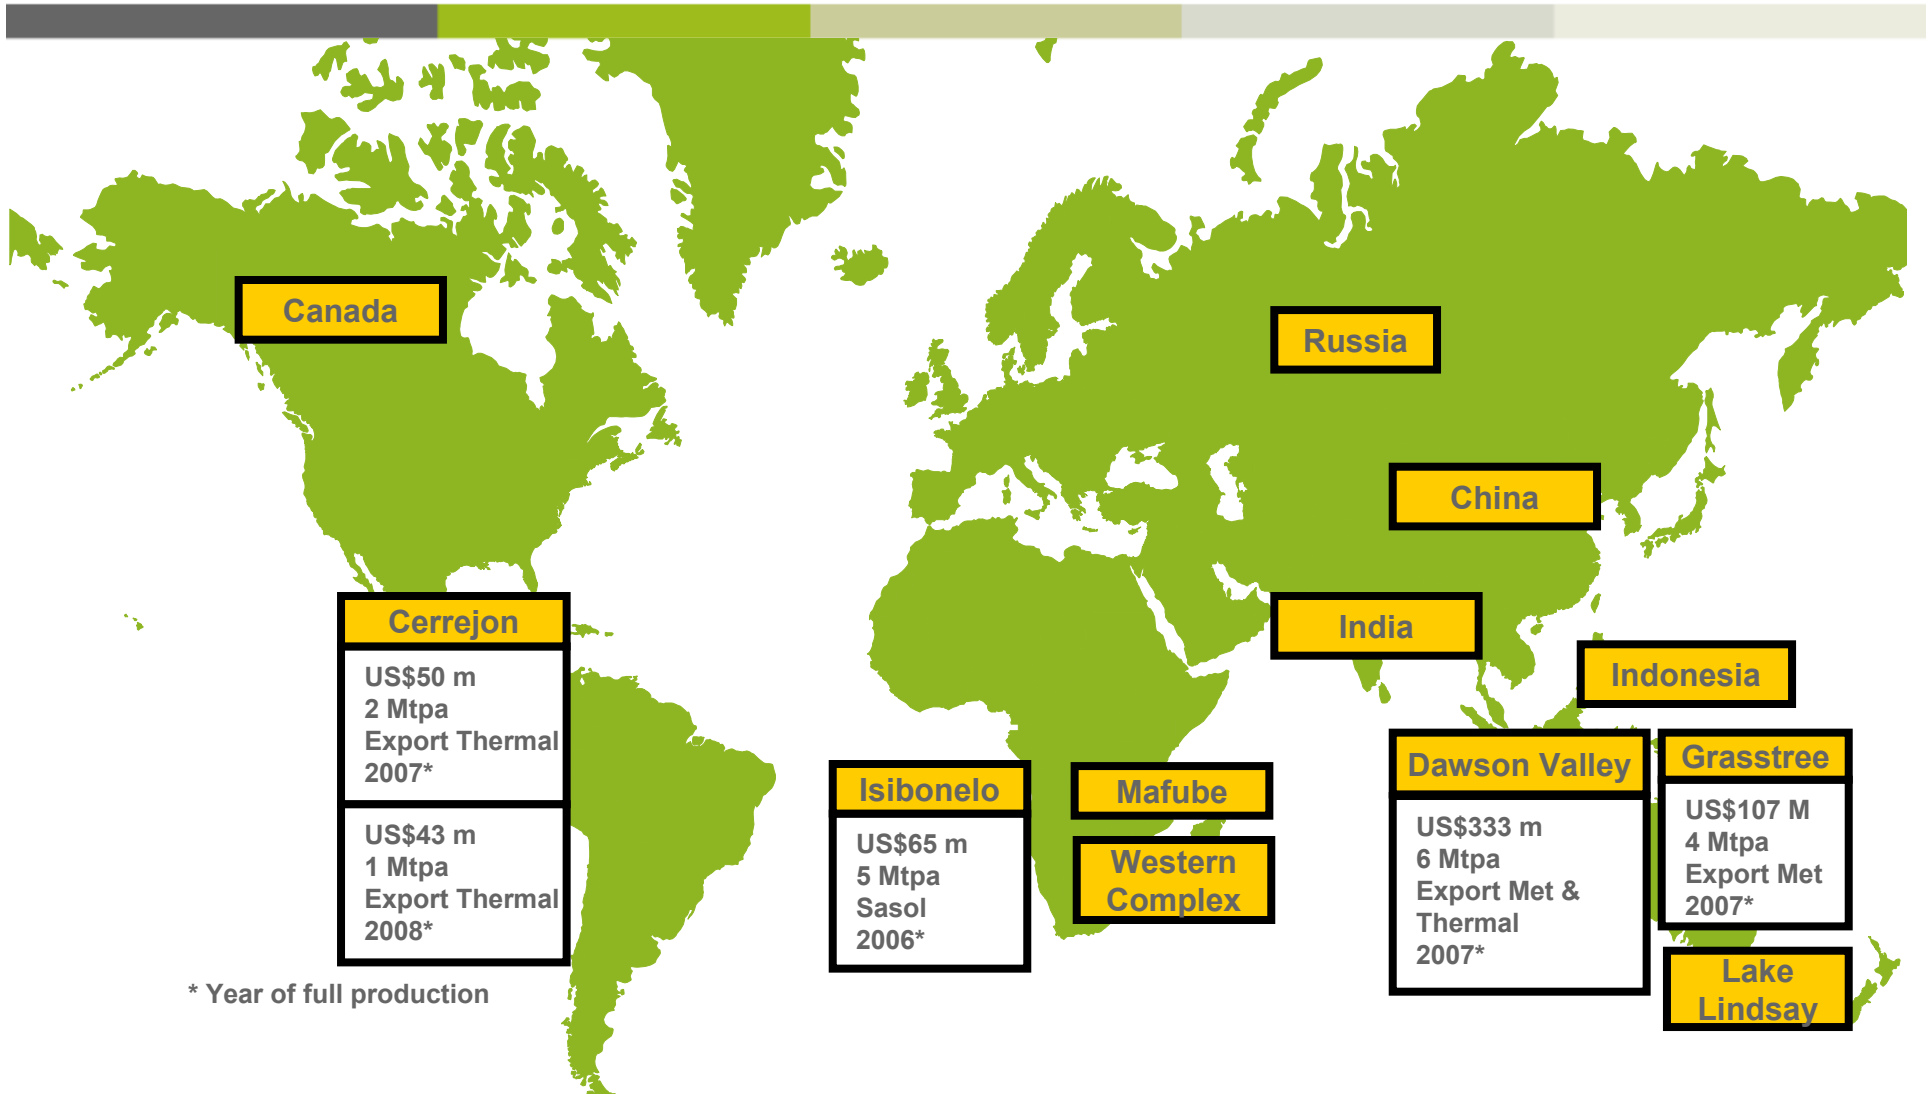 Canada
Russia
China
Cerrejon
US$50 m
2 Mtpa
Export Thermal
2007*
US$43 m
1 Mtpa
Export Thermal
2008*
* Year of full production
India
Indonesia
Isibonelo
US$65 m
5 Mtpa
Sasol
2006*
Mafube
Western
Complex
Dawson Valley
US$333 m
6 Mtpa
Export Met &
Thermal
2007*
Grasstree
US$107 M
4 Mtpa
Export Met
2007*
Lake
Lindsay